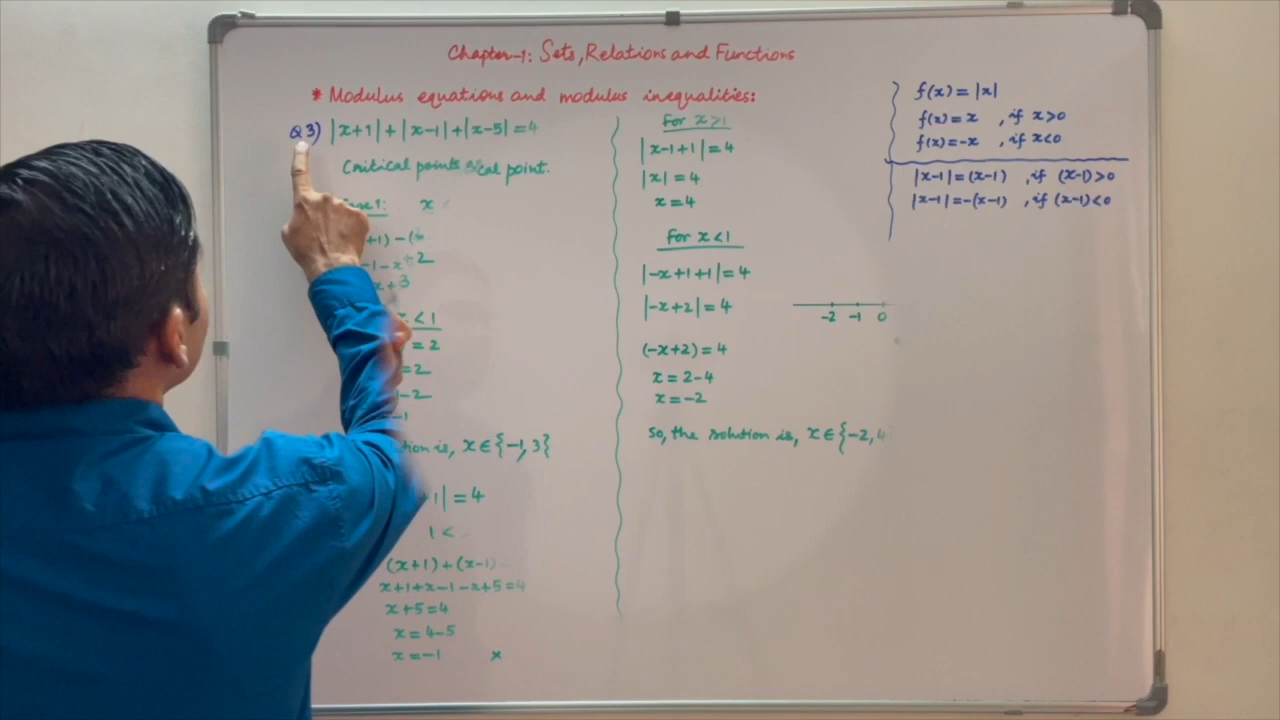 Chapter-1: Sets, Relations and Functions
* Modulus equations and modulus inequalities:
Q3) |x+1| + |x-1| + |x-5| = 4
Critical points
cal point.
x <
+1) - (
-1-x+2
x+3
x < 1
= 2
= 2
-2
-1
tion is, x ∈ {-1, 3}
+1| = 4
1 <
(x+1) + (x-1)
x+1+x-1-x+5=4
x+5=4
x = 4-5
x = -1 ×
For x>1
|x-1+1| = 4
|x| = 4
x = 4
For x<1
|-x+1+1| = 4
|-x+2| = 4
(-x+2) = 4
x = 2-4
x = -2
So, the solution is, x ∈ {-2, 4
-2 -1 0
f(x) = |x|
f(x) = x , if x>0
f(x) = -x , if x<0
|x-1| = (x-1) , if (x-1)>0
|x-1| = -(x-1) , if (x-1)<0